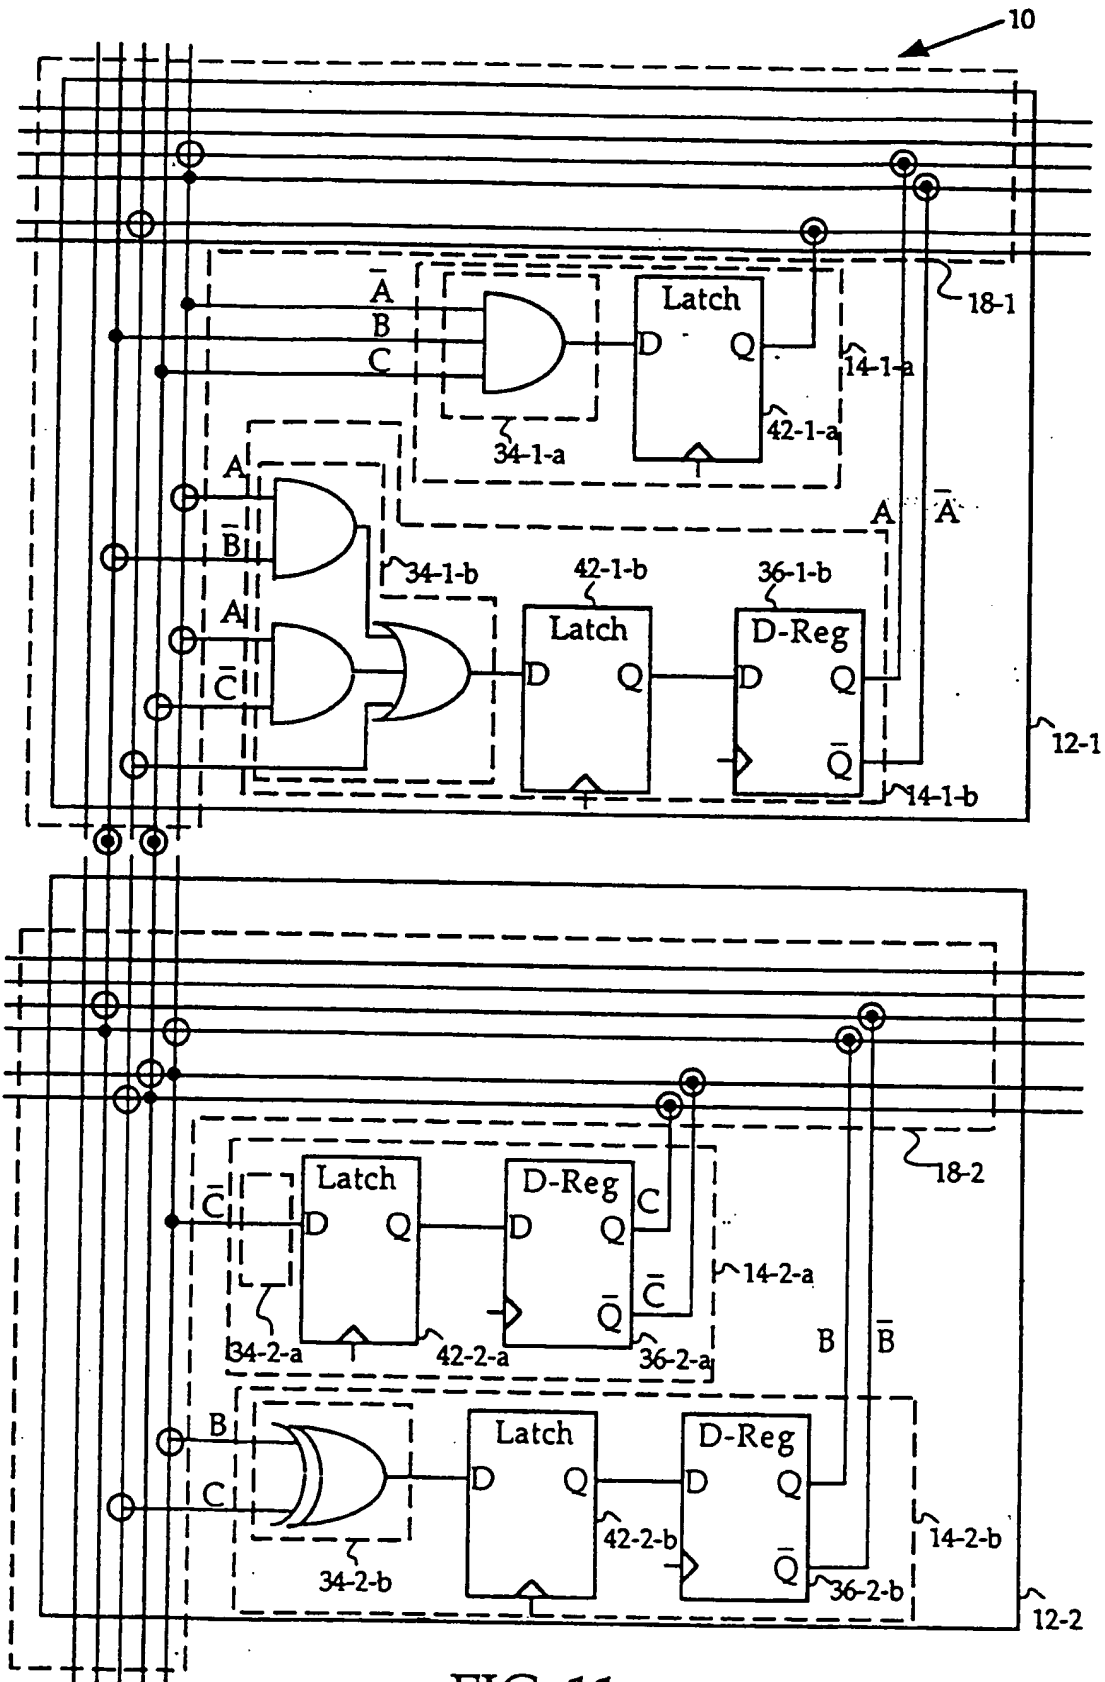 10
18-1
A̅
B
C
Latch
D
Q
14-1-a
34-1-a
42-1-a
A
B̅
A
C̅
34-1-b
42-1-b
36-1-b
Latch
D
Q
D-Reg
D
Q
Q̅
A
A̅
12-1
14-1-b
18-2
C̅
Latch
D
Q
D-Reg
D
Q
Q̅
C
C̅
14-2-a
34-2-a
42-2-a
36-2-a
B
B̅
B
C
Latch
D
Q
D-Reg
D
Q
Q̅
34-2-b
42-2-b
36-2-b
14-2-b
12-2
FIG. 11